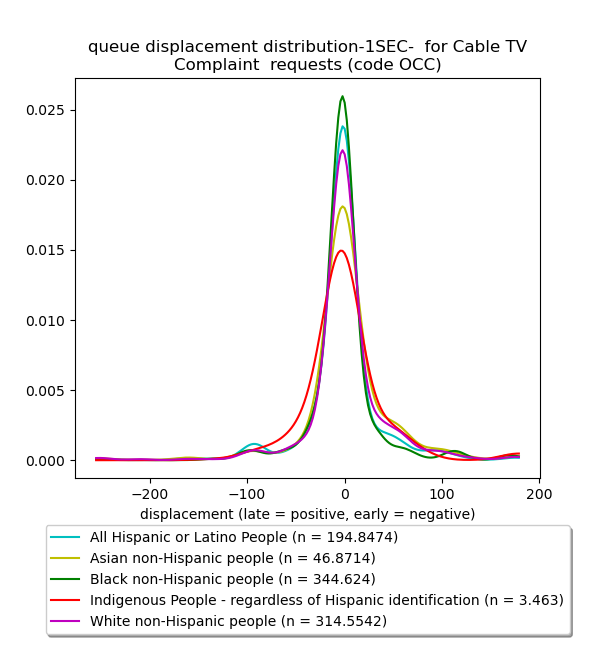 queue displacement distribution-1SEC-  for Cable TV
Complaint  requests (code OCC)
0.025
0.020
0.015
0.010
0.005
0.000
−200
−100
0
100
200
displacement (late = positive, early = negative)
All Hispanic or Latino People (n = 194.8474)
Asian non-Hispanic people (n = 46.8714)
Black non-Hispanic people (n = 344.624)
Indigenous People - regardless of Hispanic identification (n = 3.463)
White non-Hispanic people (n = 314.5542)